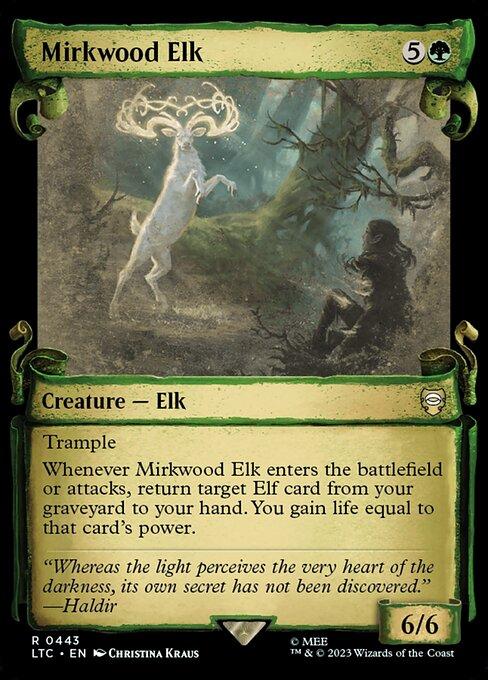 Mirkwood Elk 5
Creature — Elk
Trample
Whenever Mirkwood Elk enters the battlefield
or attacks, return target Elf card from your
graveyard to your hand. You gain life equal to
that card's power.
“Whereas the light perceives the very heart of the
darkness, its own secret has not been discovered.”
—Haldir
6/6
R 0443
LTC • EN Christina Kraus
© MEE
™ & © 2023 Wizards of the Coast